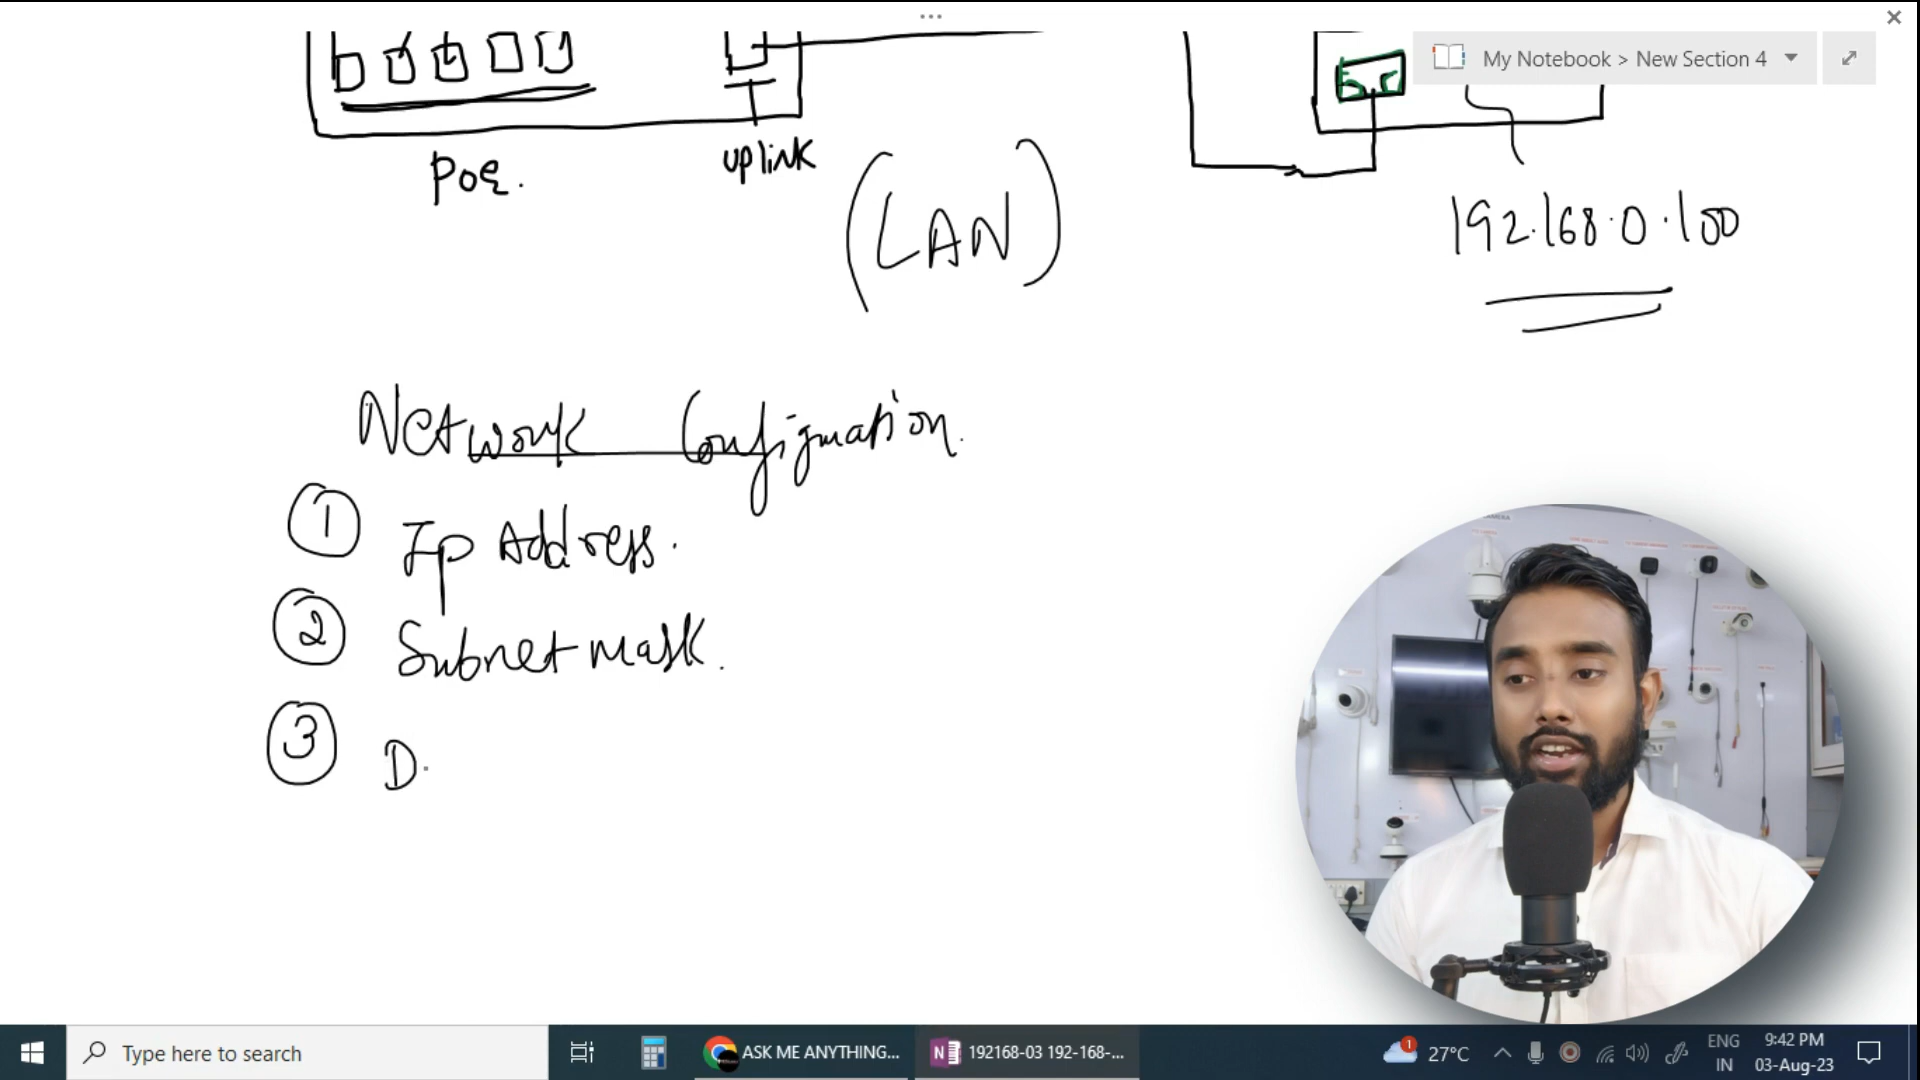 My Notebook > New Section 4
PoE.
uplink
(LAN)
192.168.0.100
Network Configuration.
1 Ip Address.
2 Subnet mask.
3 D.
Type here to search
ASK ME ANYTHING...
N
192168-03 192-168-...
1
27°C
ENG
IN
9:42 PM
03-Aug-23